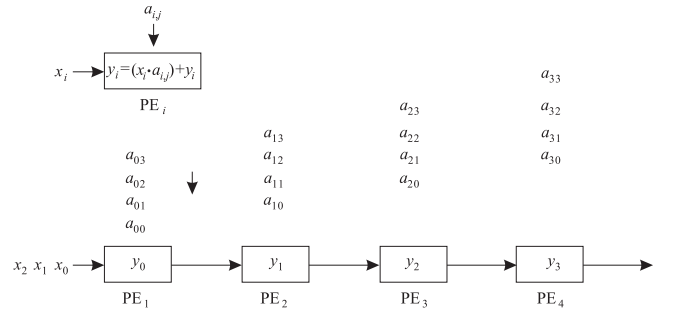 a_{i,j}
x_i y_i=(x_i·a_{i,j})+y_i
PE_i
a_{33}
a_{23} a_{32}
a_{13} a_{22} a_{31}
a_{03} a_{12} a_{21} a_{30}
a_{02} a_{11} a_{20}
a_{01} a_{10}
a_{00}
x_2 x_1 x_0 y_0 y_1 y_2 y_3
PE_1 PE_2 PE_3 PE_4